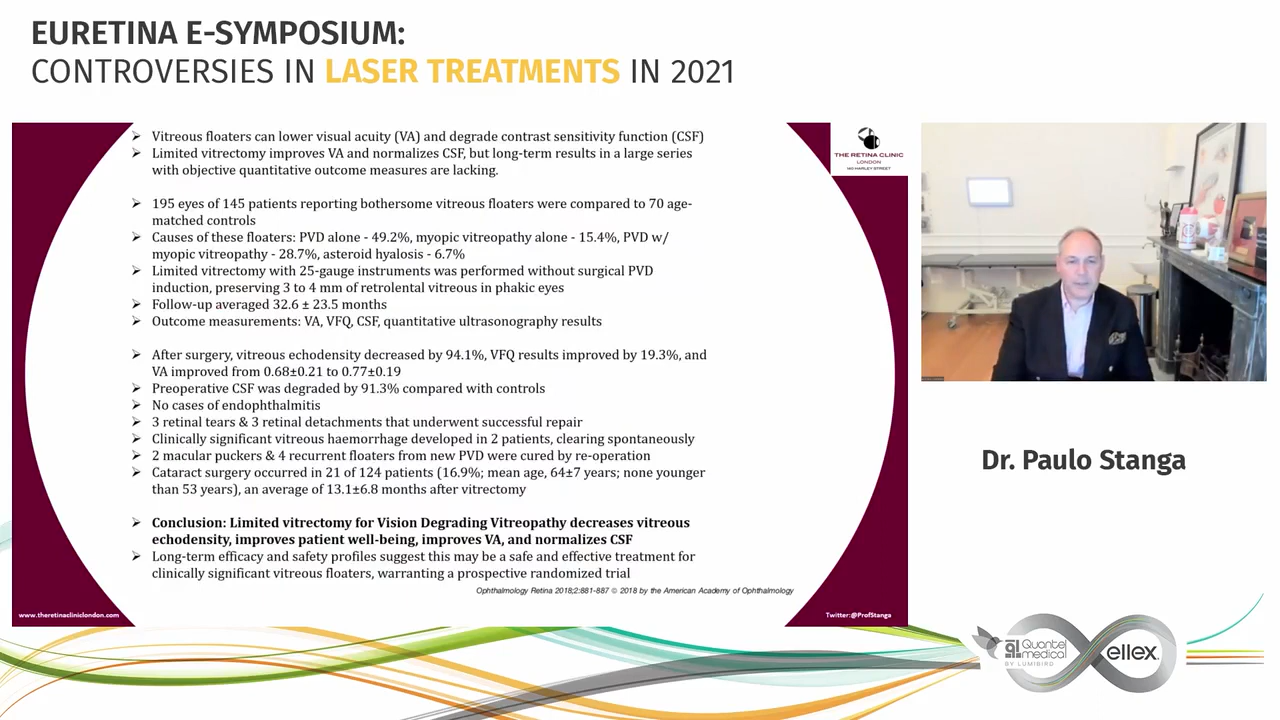 EURETINA E-SYMPOSIUM:
CONTROVERSIES IN LASER TREATMENTS IN 2021
➢ Vitreous floaters can lower visual acuity (VA) and degrade contrast sensitivity function (CSF)
➢ Limited vitrectomy improves VA and normalizes CSF, but long-term results in a large series
with objective quantitative outcome measures are lacking.
➢ 195 eyes of 145 patients reporting bothersome vitreous floaters were compared to 70 age-
matched controls
➢ Causes of these floaters: PVD alone - 49.2%, myopic vitreopathy alone - 15.4%, PVD w/
myopic vitreopathy - 28.7%, asteroid hyalosis - 6.7%
➢ Limited vitrectomy with 25-gauge instruments was performed without surgical PVD
induction, preserving 3 to 4 mm of retrolental vitreous in phakic eyes
➢ Follow-up averaged 32.6 ± 23.5 months
➢ Outcome measurements: VA, VFQ, CSF, quantitative ultrasonography results
➢ After surgery, vitreous echodensity decreased by 94.1%, VFQ results improved by 19.3%, and
VA improved from 0.68±0.21 to 0.77±0.19
➢ Preoperative CSF was degraded by 91.3% compared with controls
➢ No cases of endophthalmitis
➢ 3 retinal tears & 3 retinal detachments that underwent successful repair
➢ Clinically significant vitreous haemorrhage developed in 2 patients, clearing spontaneously
➢ 2 macular puckers & 4 recurrent floaters from new PVD were cured by re-operation
➢ Cataract surgery occurred in 21 of 124 patients (16.9%; mean age, 64±7 years; none younger
than 53 years), an average of 13.1±6.8 months after vitrectomy
➢ Conclusion: Limited vitrectomy for Vision Degrading Vitreopathy decreases vitreous
echodensity, improves patient well-being, improves VA, and normalizes CSF
➢ Long-term efficacy and safety profiles suggest this may be a safe and effective treatment for
clinically significant vitreous floaters, warranting a prospective randomized trial
Ophthalmology Retina 2018;2:881-887 © 2018 by the American Academy of Ophthalmology
www.theretinacliniclondon.com
Twitter:@ProfStanga
THE RETINA CLINIC
LONDON
140 HARLEY STREET
Dr. Paulo Stanga
Quantel
medical
BY LUMIBIRD
ellex